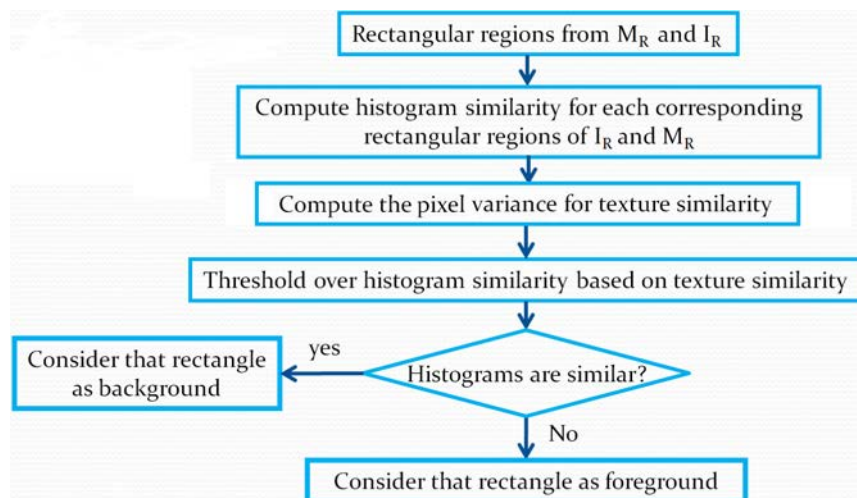 Rectangular regions from M_R and I_R
Compute histogram similarity for each corresponding
rectangular regions of I_R and M_R
Compute the pixel variance for texture similarity
Threshold over histogram similarity based on texture similarity
Histograms are similar?
yes
Consider that rectangle
as background
No
Consider that rectangle as foreground